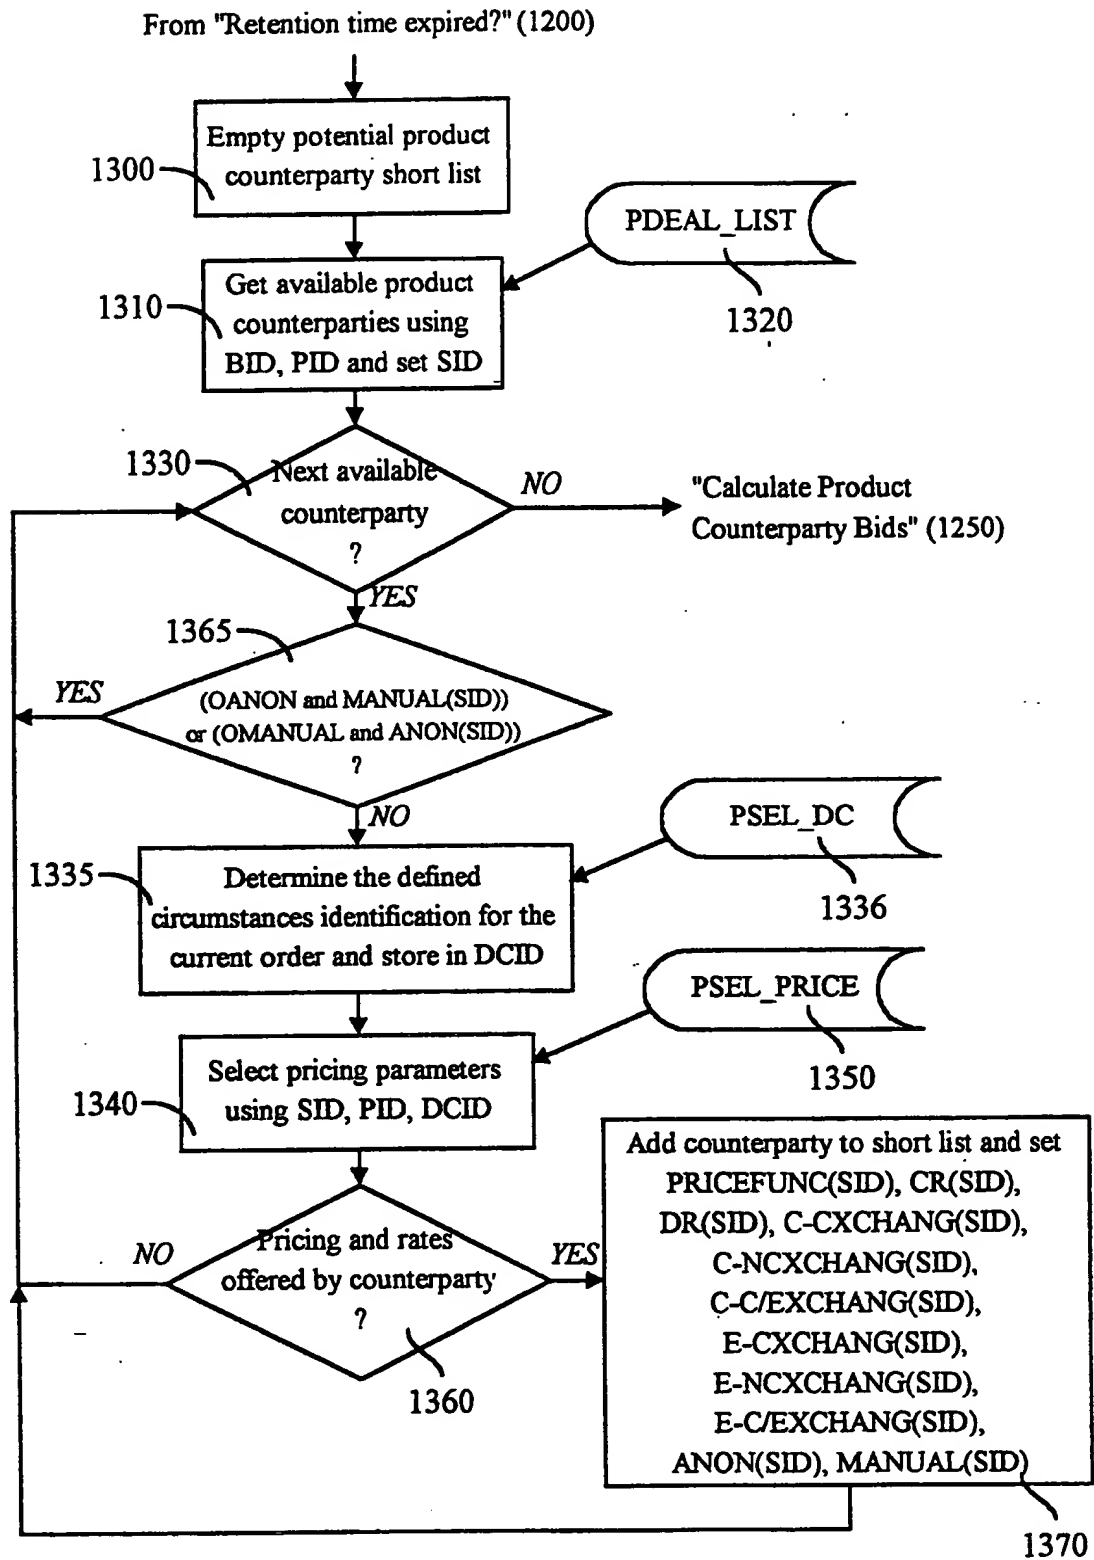 From "Retention time expired?" (1200)
Empty potential product
counterparty short list
1300
PDEAL_LIST
1320
Get available product
counterparties using
BID, PID and set SID
1310
Next available
counterparty
?
1330
NO
"Calculate Product
Counterparty Bids" (1250)
YES
1365
YES
(OANON and MANUAL(SID))
or (OMANUAL and ANON(SID))
?
NO
PSEL_DC
1336
1335
Determine the defined
circumstances identification for the
current order and store in DCID
PSEL_PRICE
1350
Select pricing parameters
using SID, PID, DCID
1340
NO
Pricing and rates
offered by counterparty
?
YES
1360
Add counterparty to short list and set
PRICEFUNC(SID), CR(SID),
DR(SID), C-CXCHANG(SID),
C-NCXCHANG(SID),
C-C/EXCHANG(SID),
E-CXCHANG(SID),
E-NCXCHANG(SID),
E-C/EXCHANG(SID),
ANON(SID), MANUAL(SID)
1370